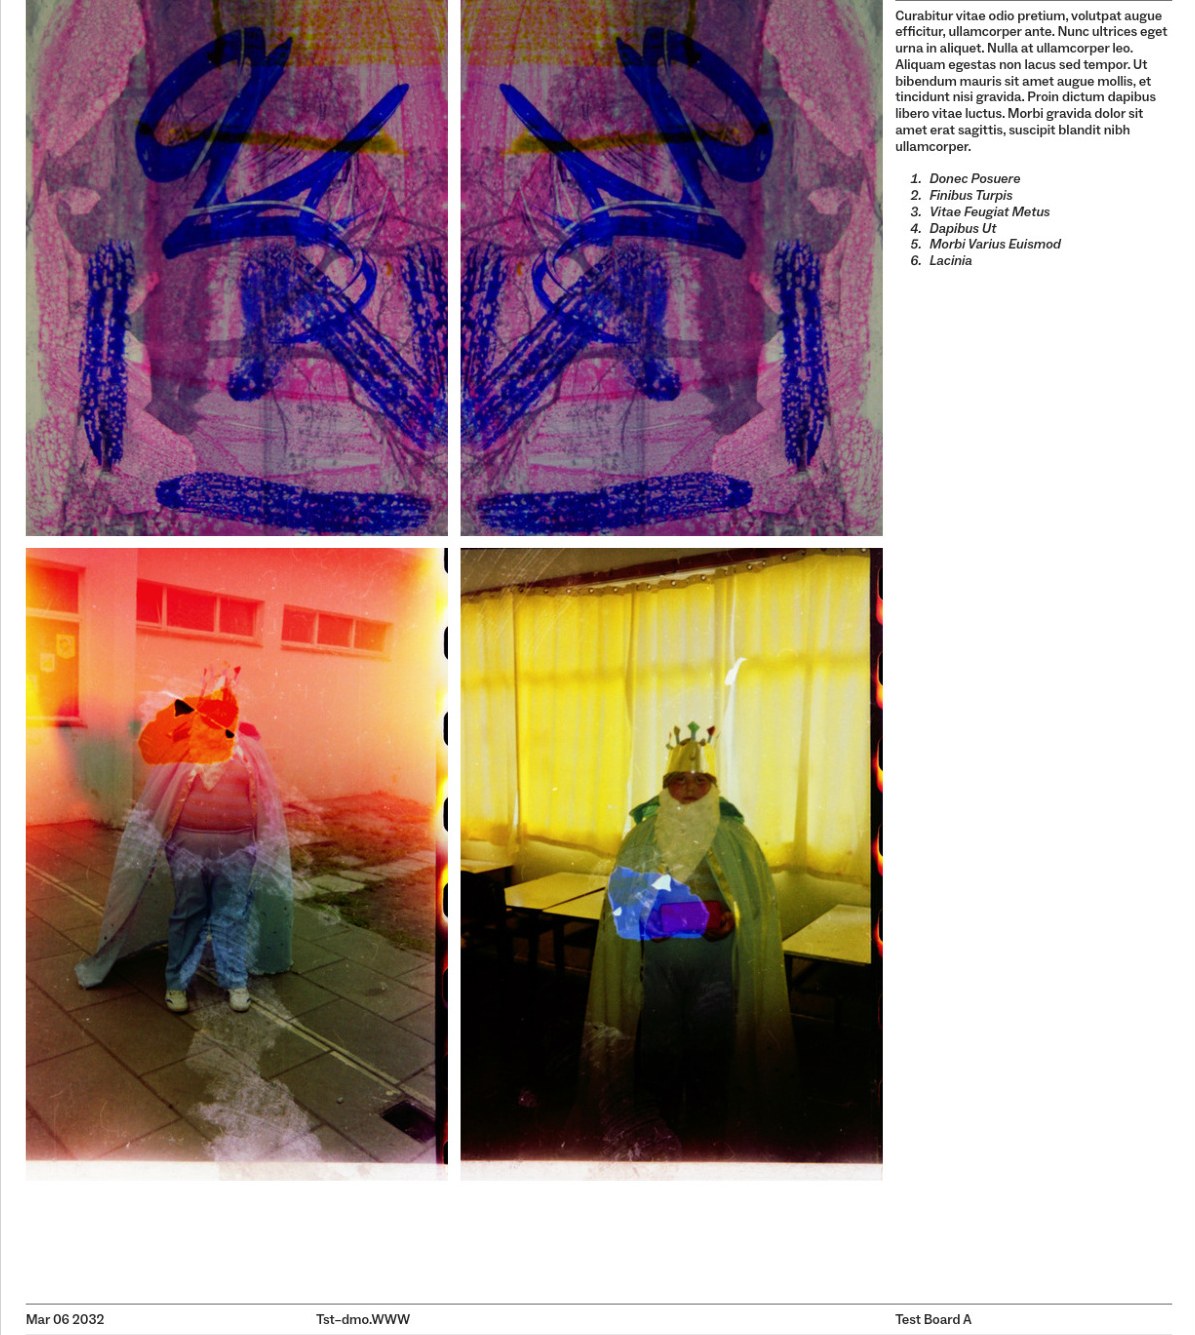 Curabitur vitae odio pretium, volutpat augue
efficitur, ullamcorper ante. Nunc ultrices eget
urna in aliquet. Nulla at ullamcorper leo.
Aliquam egestas non lacus sed tempor. Ut
bibendum mauris sit amet augue mollis, et
tincidunt nisi gravida. Proin dictum dapibus
libero vitae luctus. Morbi gravida dolor sit
amet erat sagittis, suscipit blandit nibh
ullamcorper.
1. Donec Posuere
2. Finibus Turpis
3. Vitae Feugiat Metus
4. Dapibus Ut
5. Morbi Varius Euismod
6. Lacinia
Mar 06 2032
Tst–dmo.WWW
Test Board A